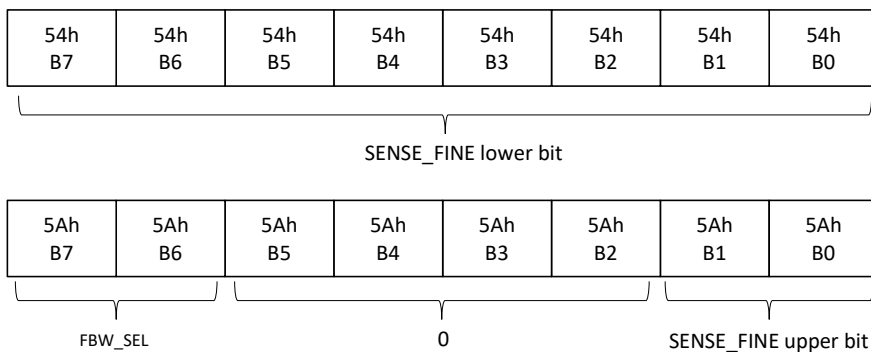 54h 54h 54h 54h 54h 54h 54h 54h
B7 B6 B5 B4 B3 B2 B1 B0
SENSE_FINE lower bit
5Ah 5Ah 5Ah 5Ah 5Ah 5Ah 5Ah 5Ah
B7 B6 B5 B4 B3 B2 B1 B0
FBW_SEL 0 SENSE_FINE upper bit